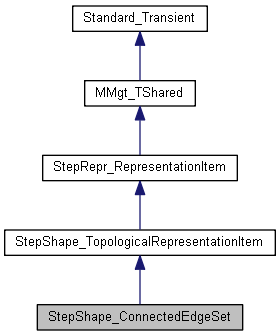 Standard_Transient
MMgt_TShared
StepRepr_RepresentationItem
StepShape_TopologicalRepresentationItem
StepShape_ConnectedEdgeSet